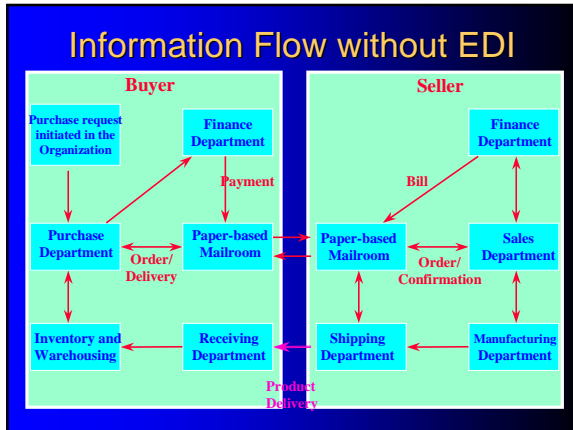 Information Flow without EDI
Buyer
Purchase request
initiated in the
Organization
Finance
Department
Payment
Purchase
Department
Order/
Delivery
Paper-based
Mailroom
Inventory and
Warehousing
Receiving
Department
Product
Delivery
Seller
Finance
Department
Bill
Paper-based
Mailroom
Order/
Confirmation
Sales
Department
Shipping
Department
Manufacturing
Department